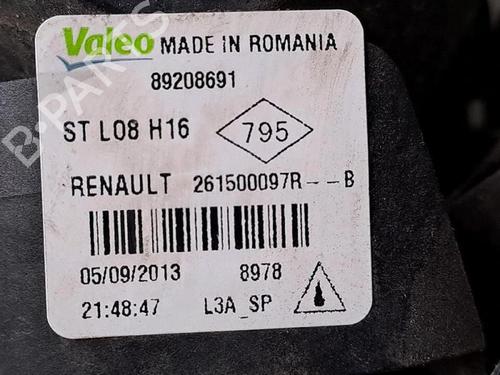 Valeo MADE IN ROMANIA
89208691
ST L08 H16 795
RENAULT 261500097R--B
05/09/2013 8978
21:48:47 L3A_SP
B-PARTS